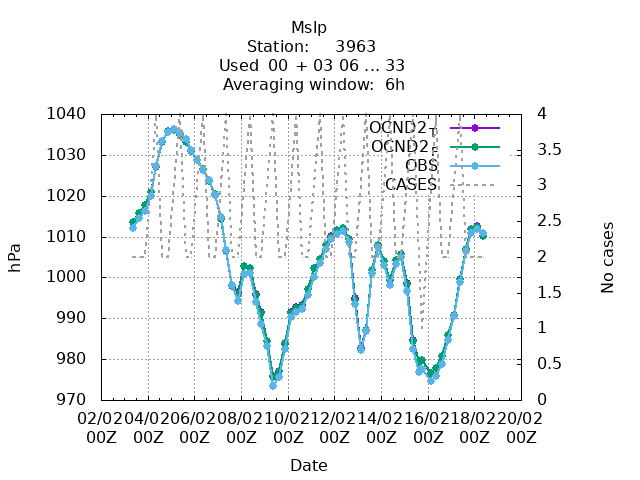 Mslp
Station: 3963
Used 00 + 03 06 ... 33
Averaging window: 6h
1040
1030
1020
1010
1000
990
980
970
hPa
4
3.5
3
2.5
2
1.5
1
0.5
0
No cases
OCND2+
OCND2-
OBS
CASES
02/02 04/02 06/02 08/02 10/02 12/02 14/02 16/02 18/02 20/02
00Z 00Z 00Z 00Z 00Z 00Z 00Z 00Z 00Z 00Z
Date